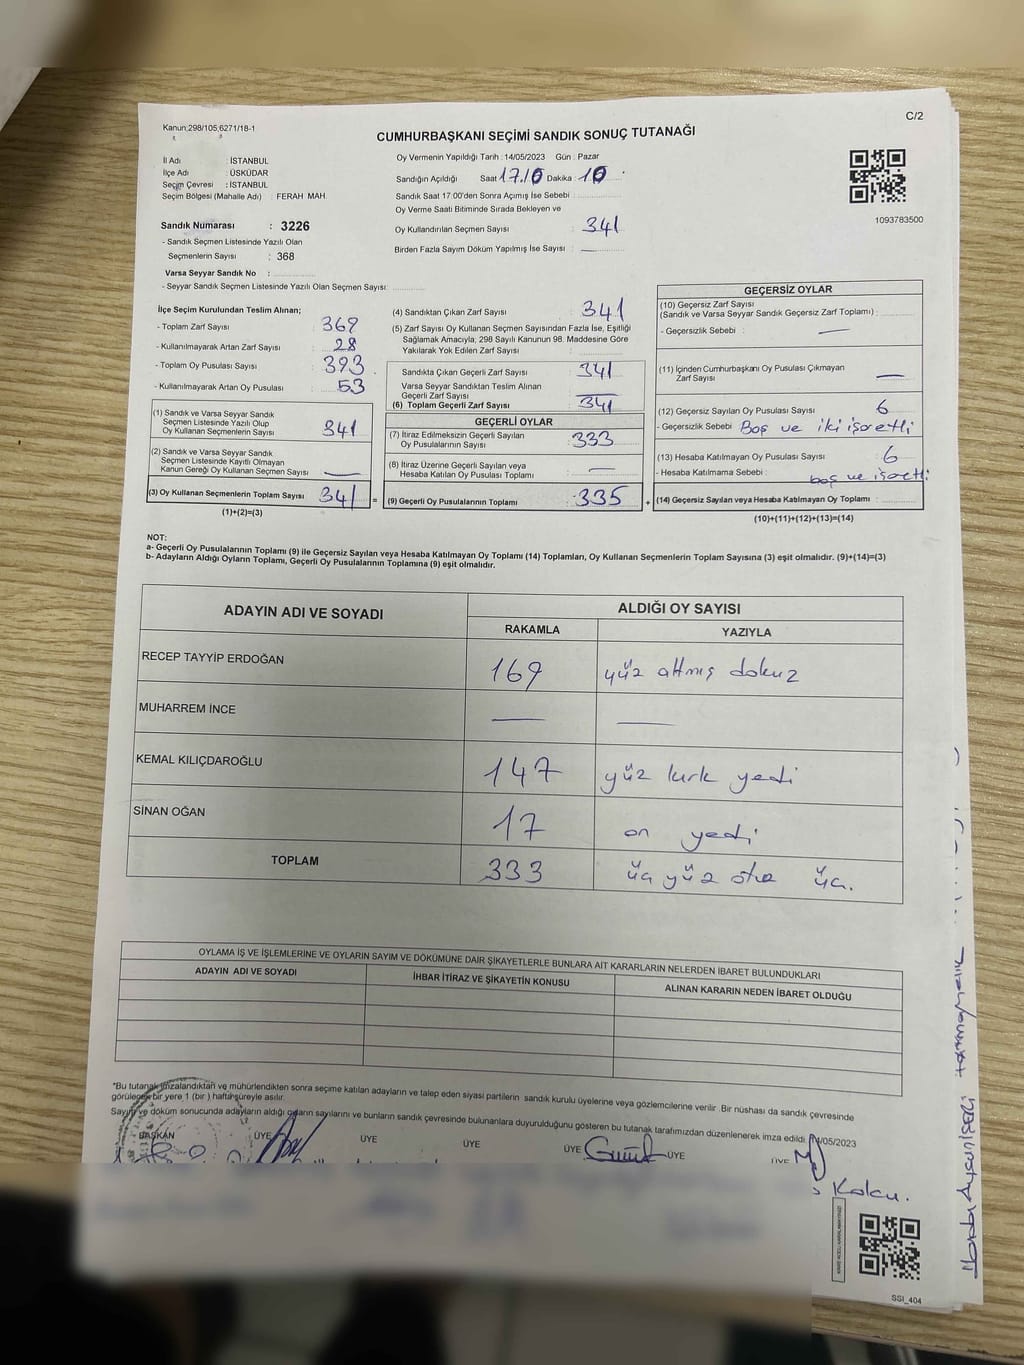 Kanun;298/105,6271/18-1
C/2
CUMHURBAŞKANI SEÇİMİ SANDIK SONUÇ TUTANAĞI
İl Adı : İSTANBUL
İlçe Adı : ÜSKÜDAR
Seçim Çevresi : İSTANBUL
Seçim Bölgesi (Mahalle Adı) : FERAH MAH.
Sandık Numarası : 3226
- Sandık Seçmen Listesinde Yazılı Olan
Seçmenlerin Sayısı : 368
Varsa Seyyar Sandık No :
- Seyyar Sandık Seçmen Listesinde Yazılı Olan Seçmen Sayısı:
Oy Vermenin Yapıldığı Tarih : 14/05/2023 Gün : Pazar
Sandığın Açıldığı Saat 17.10 Dakika : 10
Sandık Saat 17:00'den Sonra Açımış İse Sebebi :
Oy Verme Saati Bitiminde Sırada Bekleyen ve
Oy Kullandırılan Seçmen Sayısı : 341
Birden Fazla Sayım Döküm Yapılmış İse Sayısı : —
1093783500
İlçe Seçim Kurulundan Teslim Alınan;
- Toplam Zarf Sayısı : 369
- Kullanılmayarak Artan Zarf Sayısı : 28
- Toplam Oy Pusulası Sayısı : 393
- Kullanılmayarak Artan Oy Pusulası : 53
(1) Sandık ve Varsa Seyyar Sandık
Seçmen Listesinde Yazılı Olup
Oy Kullanan Seçmenlerin Sayısı : 341
(2) Sandık ve Varsa Seyyar Sandık
Seçmen Listesinde Kayıtlı Olmayan
Kanun Gereği Oy Kullanan Seçmen Sayısı : —
(3) Oy Kullanan Seçmenlerin Toplam Sayısı : 341 =
(1)+(2)=(3)
(4) Sandıktan Çıkan Zarf Sayısı : 341
(5) Zarf Sayısı Oy Kullanan Seçmen Sayısından Fazla İse, Eşitliği
Sağlamak Amacıyla, 298 Sayılı Kanunun 98. Maddesine Göre
Yakılarak Yok Edilen Zarf Sayısı :
Sandıkta Çıkan Geçerli Zarf Sayısı : 341
Varsa Seyyar Sandıktan Teslim Alınan
Geçerli Zarf Sayısı : —
(6) Toplam Geçerli Zarf Sayısı : 341
GEÇERLİ OYLAR
(7) İtiraz Edilmeksizin Geçerli Sayılan
Oy Pusulalarının Sayısı : 333
(8) İtiraz Üzerine Geçerli Sayılan veya
Hesaba Katılan Oy Pusulası Toplamı : —
(9) Geçerli Oy Pusulalarının Toplamı : 335 +
GEÇERSİZ OYLAR
(10) Geçersiz Zarf Sayısı
(Sandık ve Varsa Seyyar Sandık Geçersiz Zarf Toplamı) :
- Geçersizlik Sebebi : —
(11) İçinden Cumhurbaşkanı Oy Pusulası Çıkmayan
Zarf Sayısı : —
(12) Geçersiz Sayılan Oy Pusulası Sayısı : 6
- Geçersizlik Sebebi Boş ve iki işaretli
(13) Hesaba Katılmayan Oy Pusulası Sayısı : 6
- Hesaba Katılmama Sebebi : boş ve işaretli
(14) Geçersiz Sayılan veya Hesaba Katılmayan Oy Toplamı :
(10)+(11)+(12)+(13)=(14)
NOT:
a- Geçerli Oy Pusulalarının Toplamı (9) ile Geçersiz Sayılan veya Hesaba Katılmayan Oy Toplamı (14) Toplamları, Oy Kullanan Seçmenlerin Toplam Sayısına (3) eşit olmalıdır. (9)+(14)=(3)
b- Adayların Aldığı Oyların Toplamı, Geçerli Oy Pusulalarının Toplamına (9) eşit olmalıdır.
ADAYIN ADI VE SOYADI ALDIĞI OY SAYISI
RAKAMLA YAZIYLA
RECEP TAYYİP ERDOĞAN 169 yüz altmış dokuz
MUHARREM İNCE — —
KEMAL KILIÇDAROĞLU 147 yüz kırk yedi
SİNAN OĞAN 17 on yedi
TOPLAM 333 üç yüz otuz üç.
OYLAMA İŞ VE İŞLEMLERİNE VE OYLARIN SAYIM VE DÖKÜMÜNE DAİR ŞİKAYETLERLE BUNLARA AİT KARARLARIN NELERDEN İBARET BULUNDUKLARI
ADAYIN ADI VE SOYADI İHBAR İTİRAZ VE ŞİKAYETİN KONUSU ALINAN KARARIN NEDEN İBARET OLDUĞU
*Bu tutanak imzalandıktan ve mühürlendikten sonra seçime katılan adayların ve talep eden siyasi partilerin sandık kurulu üyelerine veya gözlemcilerine verilir .Bir nüshası da sandık çevresinde
görülecek bir yere 1 (bir ) hafta süreyle asılır.
Sayım ve döküm sonucunda adayların aldığı oyların sayılarını ve bunların sandık çevresinde bulunanlara duyurulduğunu gösteren bu tutanak tarafımızdan düzenlenerek imza edildi. 14/05/2023
BAŞKAN ÜYE ÜYE ÜYE ÜYE ÜYE ÜYE
SSI_404